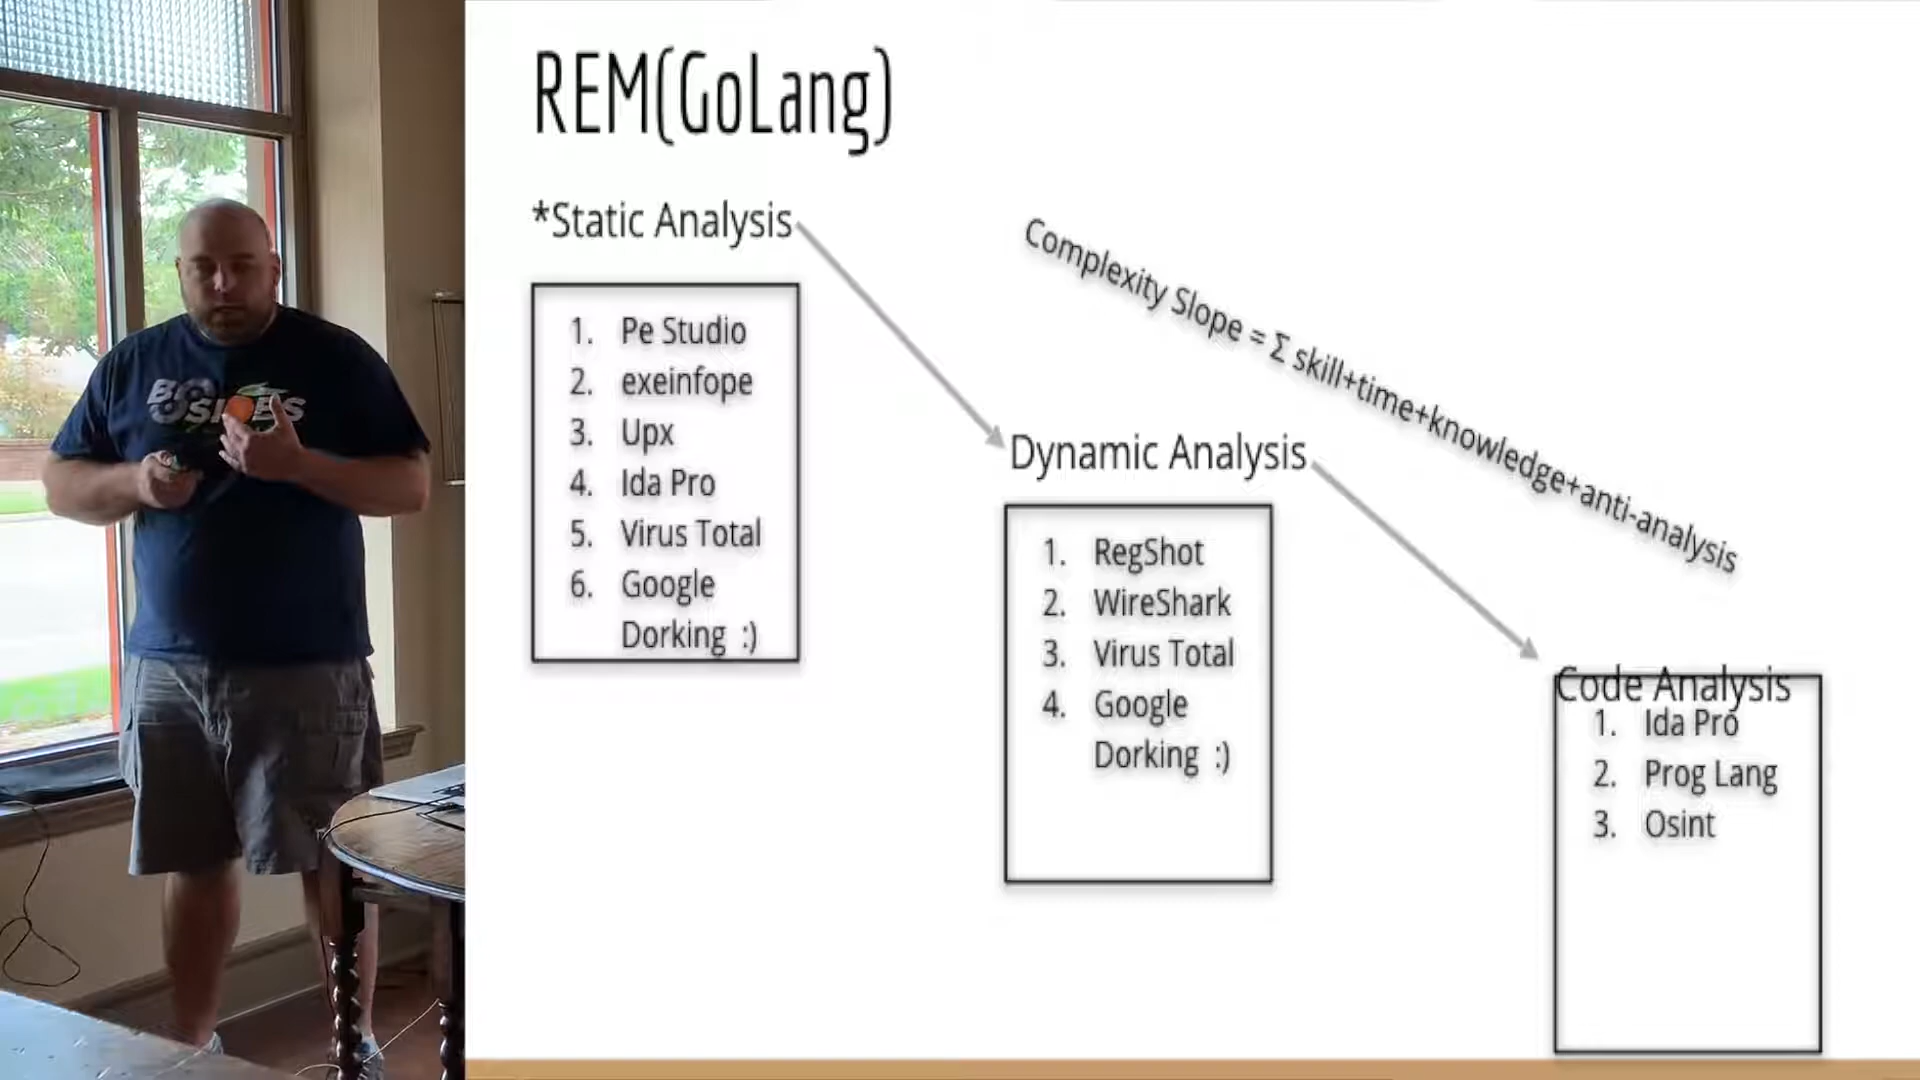 REM(GoLang)
*Static Analysis
1. Pe Studio
2. exeinfope
3. Upx
4. Ida Pro
5. Virus Total
6. Google
Dorking :)
Complexity Slope = Σ skill+time+knowledge+anti-analysis
Dynamic Analysis
1. RegShot
2. WireShark
3. Virus Total
4. Google
Dorking :)
Code Analysis
1. Ida Pro
2. Prog Lang
3. Osint